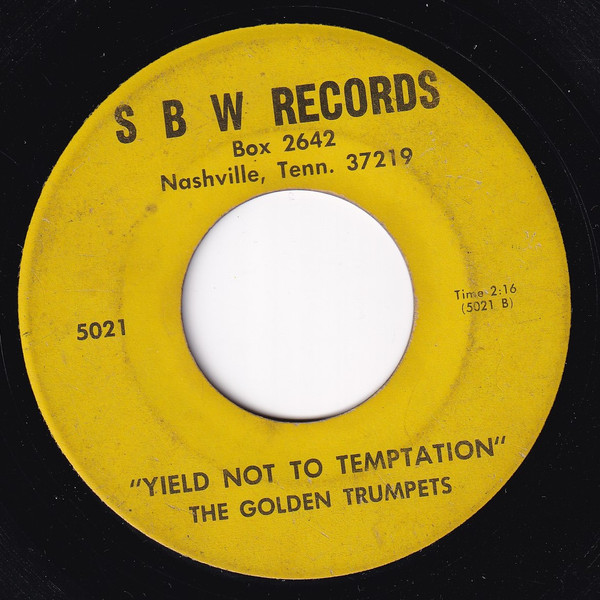 S B W RECORDS
Box 2642
Nashville, Tenn. 37219
5021
Time 2:16
(5021 B)
"YIELD NOT TO TEMPTATION"
THE GOLDEN TRUMPETS